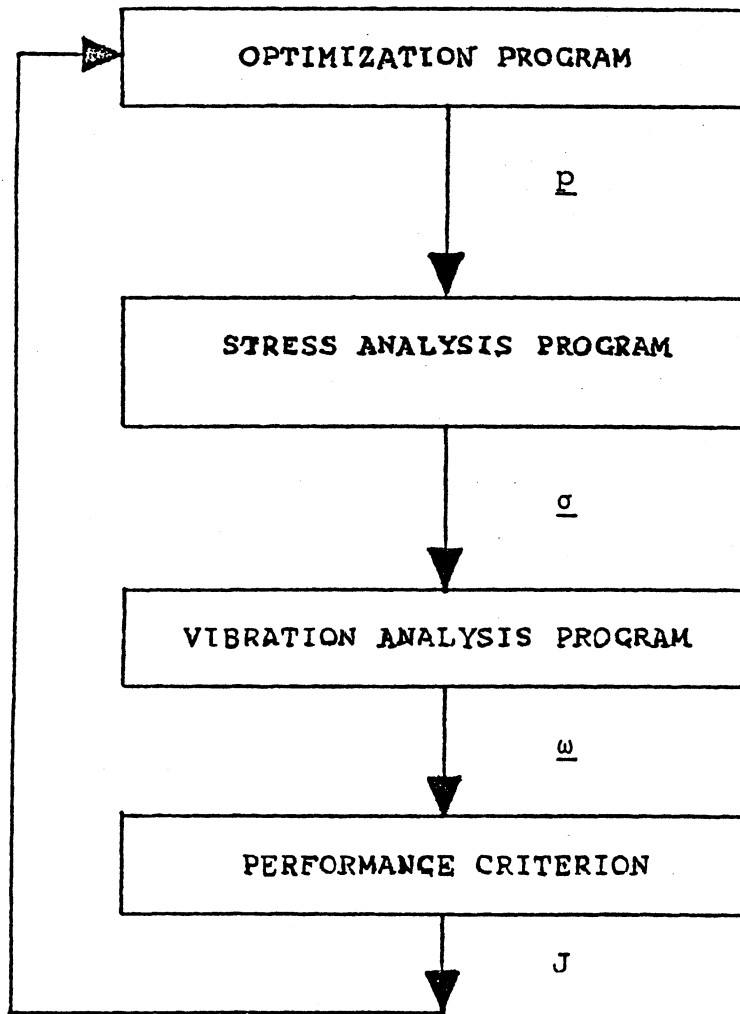 OPTIMIZATION PROGRAM
p
STRESS ANALYSIS PROGRAM
σ
VIBRATION ANALYSIS PROGRAM
ω
PERFORMANCE CRITERION
J